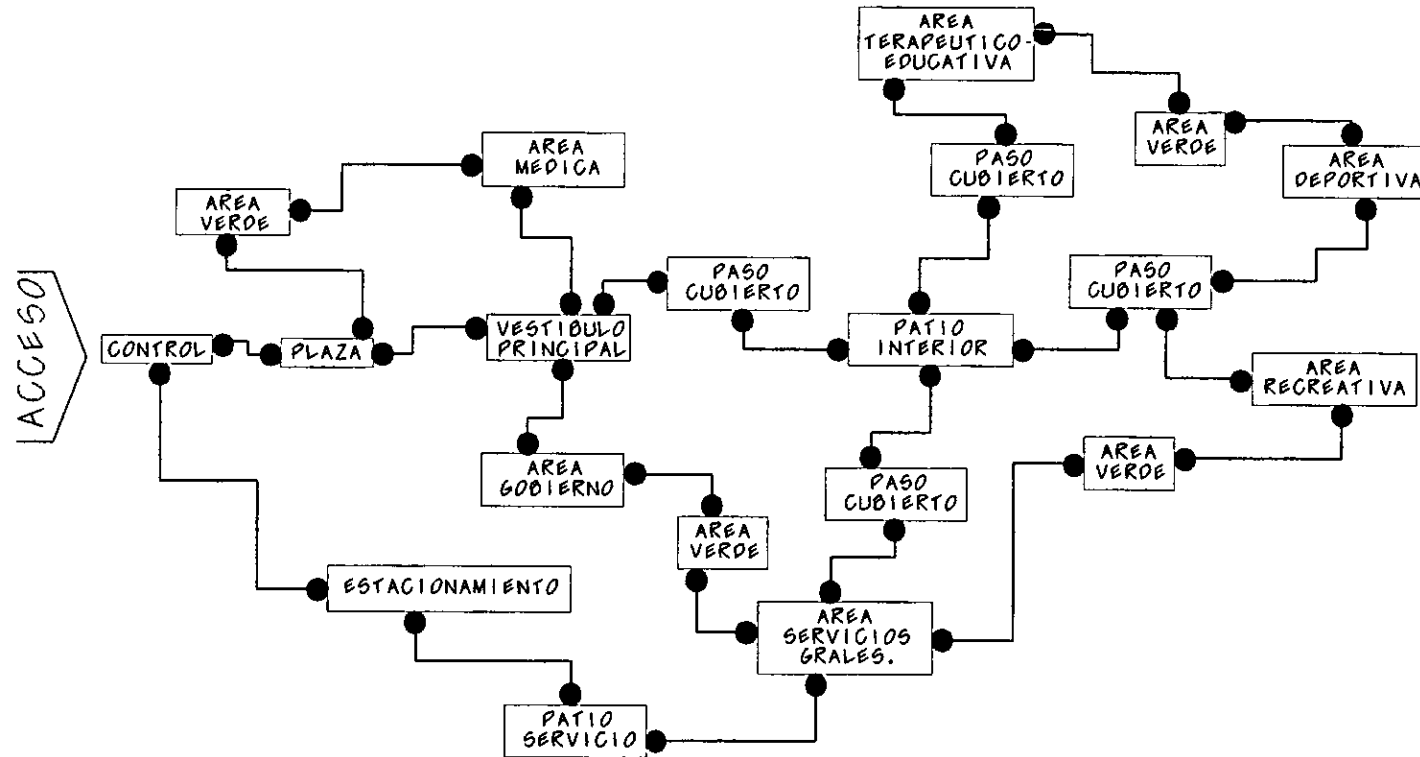 AREA
TERAPEUTICO-
EDUCATIVA
AREA
VERDE
AREA
MEDICA
PASO
CUBIERTO
AREA
DEPORTIVA
AREA
VERDE
ACCESO
PASO
CUBIERTO
PASO
CUBIERTO
CONTROL
PLAZA
VESTIBULO
PRINCIPAL
PATIO
INTERIOR
AREA
RECREATIVA
AREA
GOBIERNO
PASO
CUBIERTO
AREA
VERDE
AREA
VERDE
ESTACIONAMIENTO
AREA
SERVICIOS
GRALES.
PATIO
SERVICIO